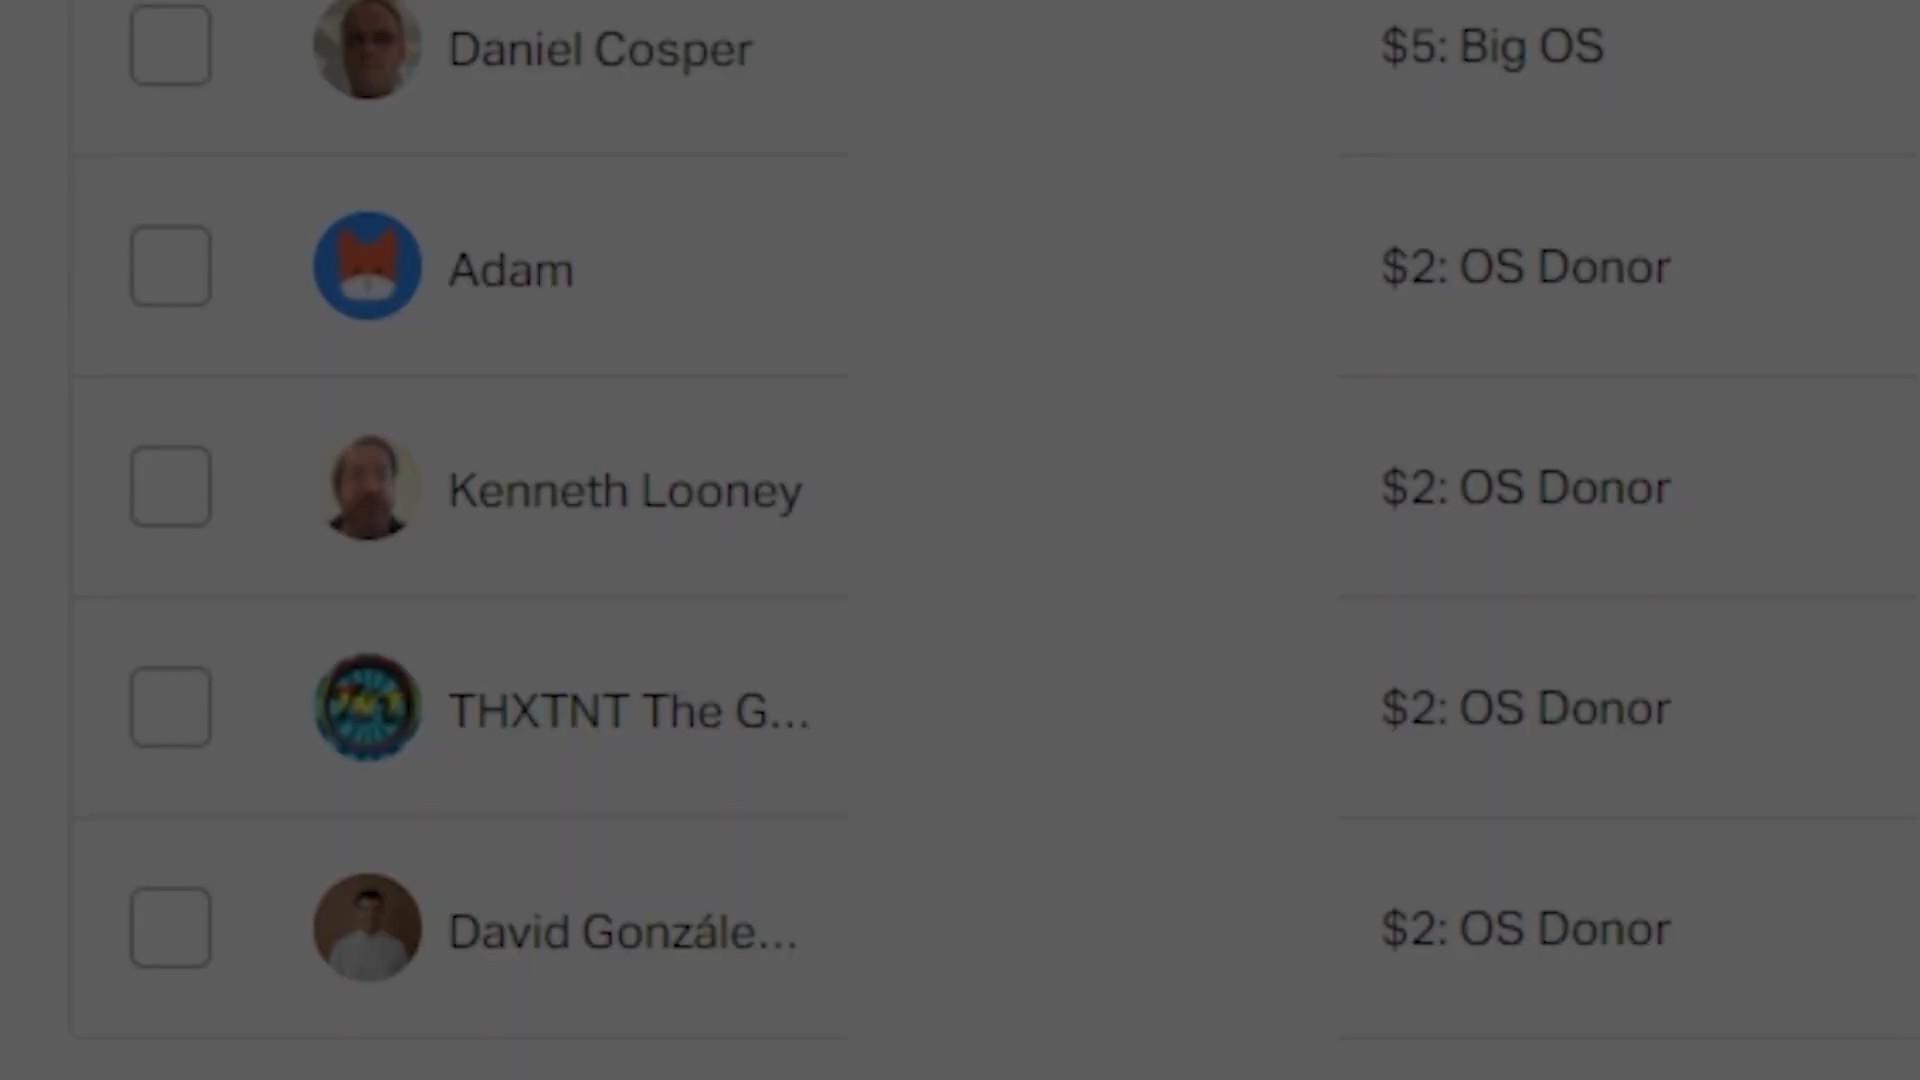 Daniel Cosper $5: Big OS
Adam $2: OS Donor
Kenneth Looney $2: OS Donor
THXTNT The G... $2: OS Donor
David Gonzále... $2: OS Donor